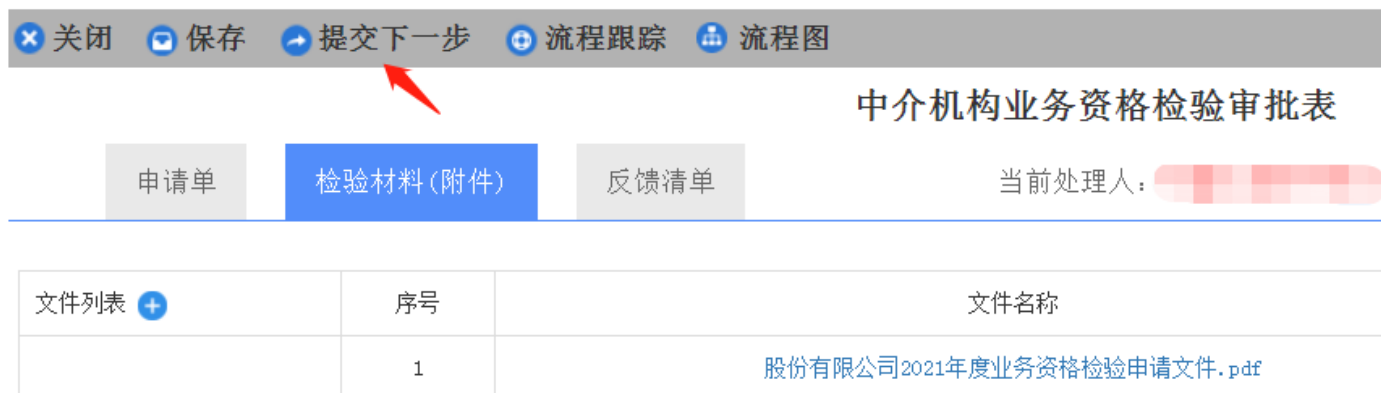 关闭 保存 提交下一步 流程跟踪 流程图
中介机构业务资格检验审批表
申请单 检验材料(附件) 反馈清单 当前处理人：
文件列表 序号 文件名称
1 股份有限公司2021年度业务资格检验申请文件.pdf